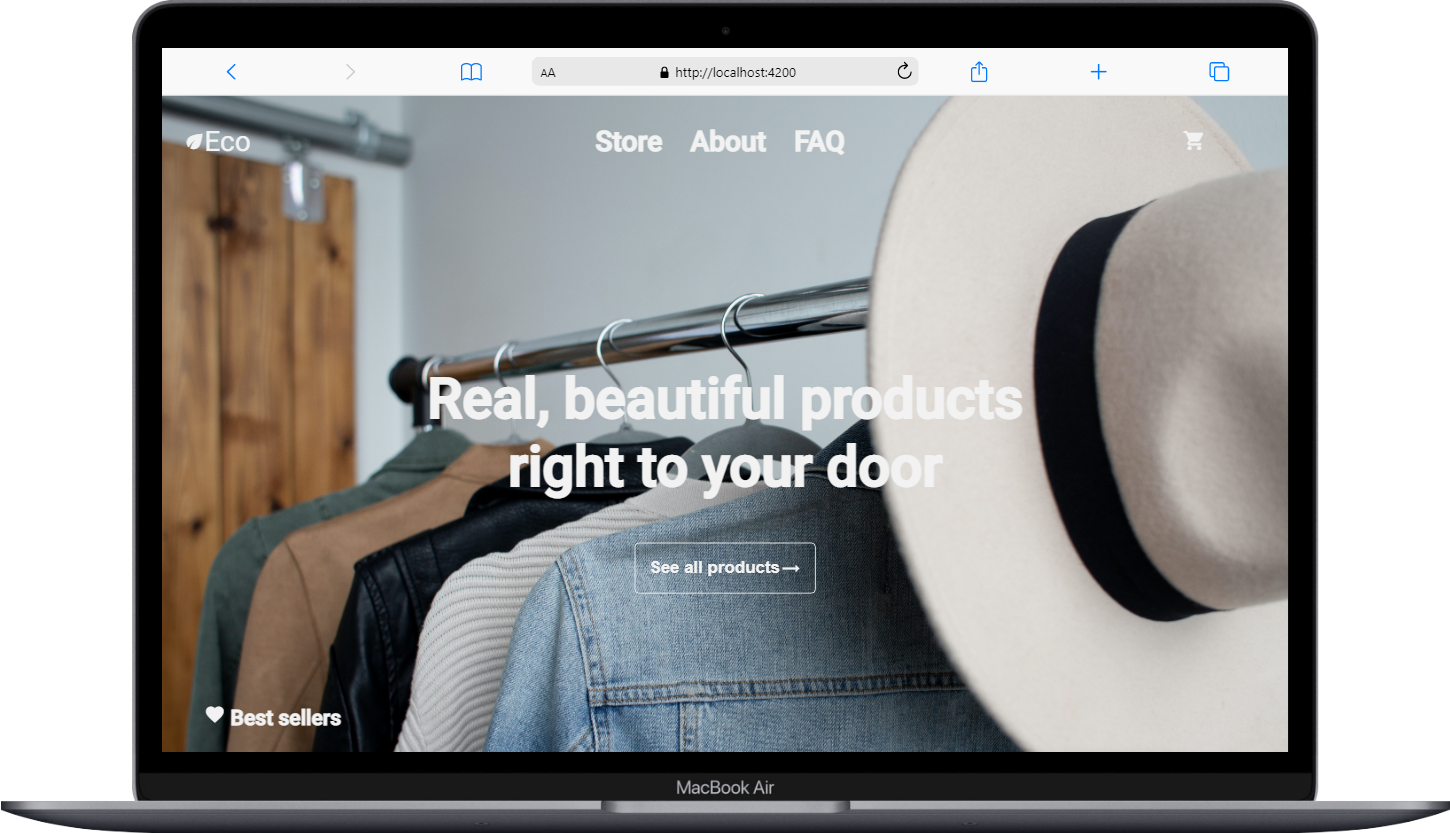 AA
http://localhost:4200
Eco
Store About FAQ
Real, beautiful products
right to your door
See all products→
Best sellers
MacBook Air